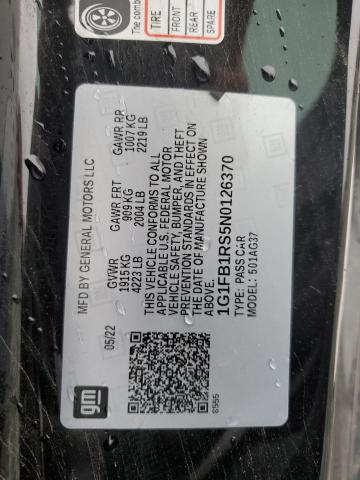 The comb
TIRE
FRONT
REAR
SPARE
MFD BY GENERAL MOTORS LLC
05/22
GVWR
1915 KG
4223 LB
GAWR FRT
909 KG
2004 LB
GAWR RR
1007 KG
2219 LB
THIS VEHICLE CONFORMS TO ALL
APPLICABLE U.S. FEDERAL MOTOR
VEHICLE SAFETY, BUMPER, AND THEFT
PREVENTION STANDARDS IN EFFECT ON
THE DATE OF MANUFACTURE SHOWN
ABOVE.
1G1FB1RS5N0126370
TYPE: PASS CAR
MODEL: 501AG37
gm
8555